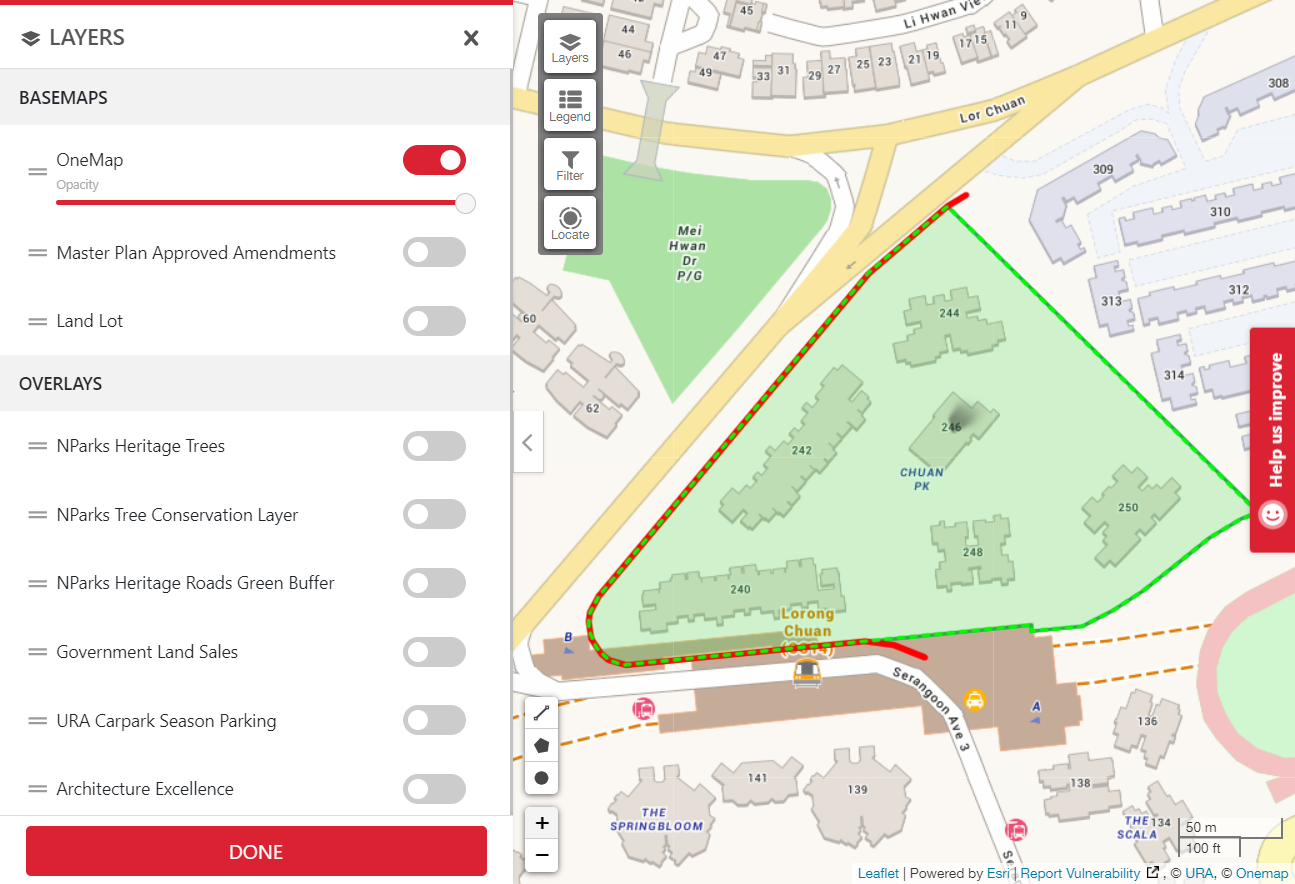 LAYERS
BASEMAPS
OneMap
Opacity
Master Plan Approved Amendments
Land Lot
OVERLAYS
NParks Heritage Trees
NParks Tree Conservation Layer
NParks Heritage Roads Green Buffer
Government Land Sales
URA Carpark Season Parking
Architecture Excellence
DONE
Layers
Legend
Filter
Locate
45
44
46
47
49
33
31
29
27
25
23
21
19
17
15
11
9
Lor Chuan
308
309
310
312
313
314
Mei
Hwan
Dr
P/G
60
62
244
242
246
CHUAN
PK
250
248
240
Lorong
Chuan
B
A
Serangoon Ave 3
136
138
134
141
139
THE
SPRINGBLOOM
THE
SCALA
Help us improve
+
−
50 m
100 ft
Leaflet | Powered by Esri | Report Vulnerability , © URA, © Onemap